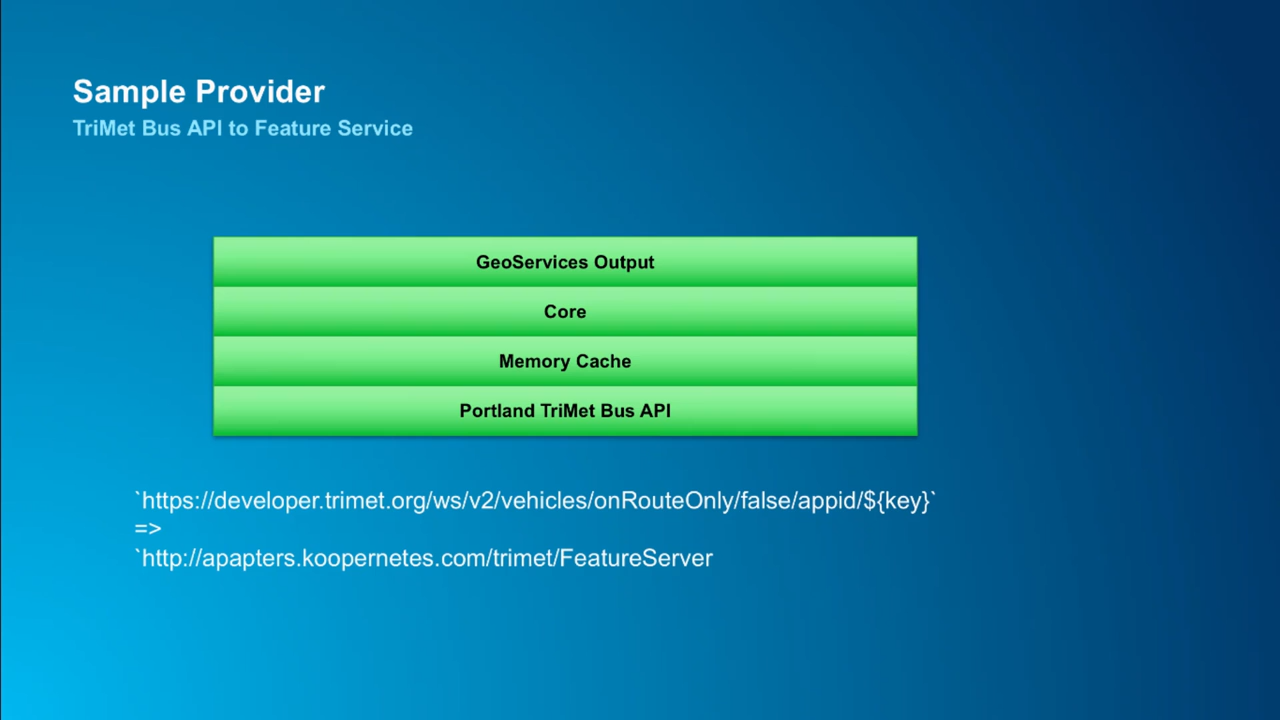 Sample Provider
TriMet Bus API to Feature Service
GeoServices Output
Core
Memory Cache
Portland TriMet Bus API
`https://developer.trimet.org/ws/v2/vehicles/onRouteOnly/false/appid/${key}`
=>
`http://apapters.koopernetes.com/trimet/FeatureServer